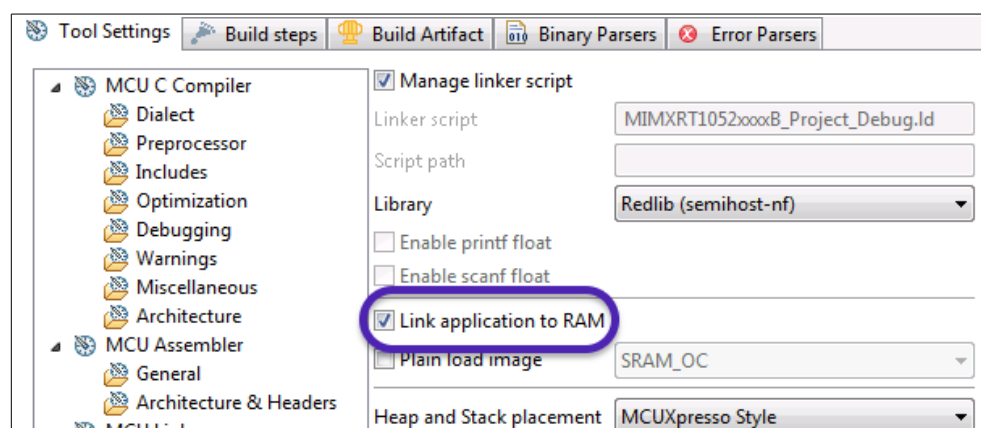 Tool Settings Build steps Build Artifact Binary Parsers Error Parsers
MCU C Compiler
Dialect
Preprocessor
Includes
Optimization
Debugging
Warnings
Miscellaneous
Architecture
MCU Assembler
General
Architecture & Headers
Manage linker script
Linker script MIMXRT1052xxxxB_Project_Debug.ld
Script path
Library Redlib (semihost-nf)
Enable printf float
Enable scanf float
Link application to RAM
Plain load image SRAM_OC
Heap and Stack placement MCUXpresso Style